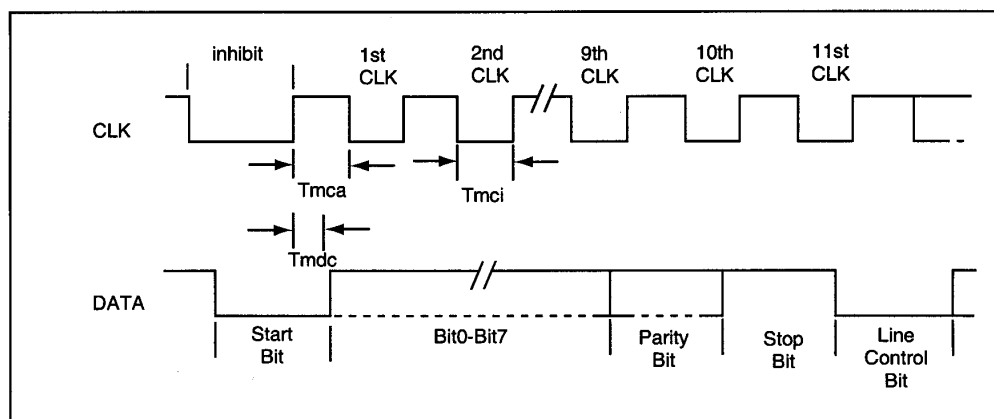 inhibit
1st
CLK
2nd
CLK
9th
CLK
10th
CLK
11st
CLK
CLK
Tmca
Tmci
Tmdc
DATA
Start
Bit
Bit0-Bit7
Parity
Bit
Stop
Bit
Line
Control
Bit